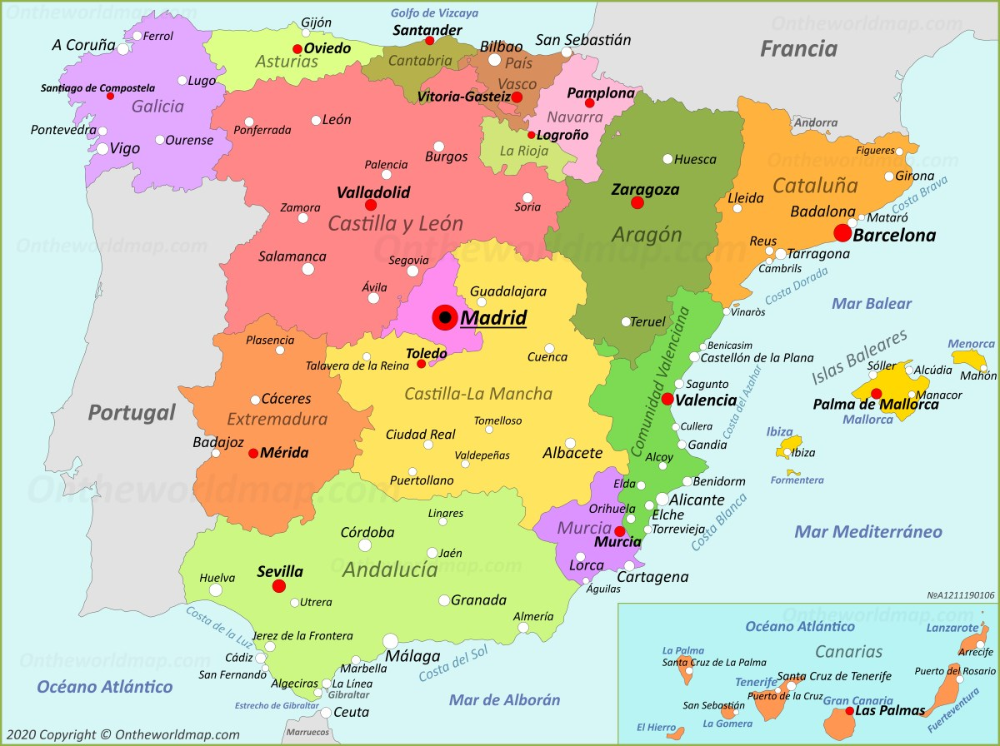 Ontheworldmap.com
Golfo de Vizcaya
Gijón
Santander
Ferrol
A Coruña
Oviedo
Asturias
Cantabria
Bilbao
San Sebastián
Francia
País
Vasco
Lugo
Santiago de Compostela
Galicia
Vitoria-Gasteiz
Pamplona
Navarra
Pontevedra
Vigo
Ourense
Ponferrada
León
Logroño
La Rioja
Andorra
Burgos
Palencia
Huesca
Figueres
Girona
Costa Brava
Valladolid
Zaragoza
Cataluña
Lleida
Zamora
Soria
Castilla y León
Aragón
Badalona
Mataró
Barcelona
Ontheworldmap.com
Ontheworldmap.com
Ontheworldmap.com
Reus
Tarragona
Cambrils
Costa Dorada
Salamanca
Segovia
Ávila
Guadalajara
Madrid
Teruel
Vinaròs
Mar Balear
Plasencia
Talavera de la Reina
Toledo
Cuenca
Comunidad Valenciana
Benicasim
Castellón de la Plana
Islas Baleares
Menorca
Sóller
Alcúdia
Mahón
Manacor
Palma de Mallorca
Mallorca
Portugal
Cáceres
Extremadura
Castilla-La Mancha
Sagunto
Valencia
Costa del Azahar
Cullera
Gandia
Badajoz
Mérida
Ciudad Real
Tomelloso
Valdepeñas
Puertollano
Albacete
Alcoy
Ibiza
Ibiza
Formentera
Elda
Benidorm
Alicante
Orihuela
Elche
Torrevieja
Costa Blanca
Ontheworldmap.com
Linares
Córdoba
Jaén
Murcia
Murcia
Lorca
Cartagena
Águilas
Mar Mediterráneo
Andalucía
Sevilla
Huelva
Utrera
Granada
Almería
№A1211190106
Costa de la Luz
Jerez de la Frontera
Cádiz
San Fernando
Málaga
Marbella
Costa del Sol
Algeciras
La Línea
Gibraltar
Estrecho de Gibraltar
Ceuta
Marruecos
Océano Atlántico
Mar de Alborán
Ontheworldmap.com
Océano Atlántico
Canarias
Lanzarote
Arrecife
La Palma
Santa Cruz de La Palma
Puerto del Rosario
Fuerteventura
Tenerife
Santa Cruz de Tenerife
Puerto de la Cruz
San Sebastián
La Gomera
El Hierro
Gran Canaria
Las Palmas
2020 Copyright © Ontheworldmap.com